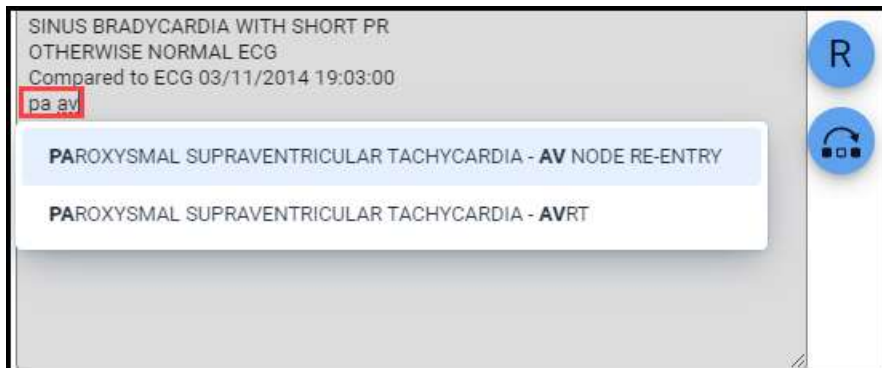 SINUS BRADYCARDIA WITH SHORT PR
OTHERWISE NORMAL ECG
Compared to ECG 03/11/2014 19:03:00
pa av
PAROXYSMAL SUPRAVENTRICULAR TACHYCARDIA - AV NODE RE-ENTRY
PAROXYSMAL SUPRAVENTRICULAR TACHYCARDIA - AVRT
R